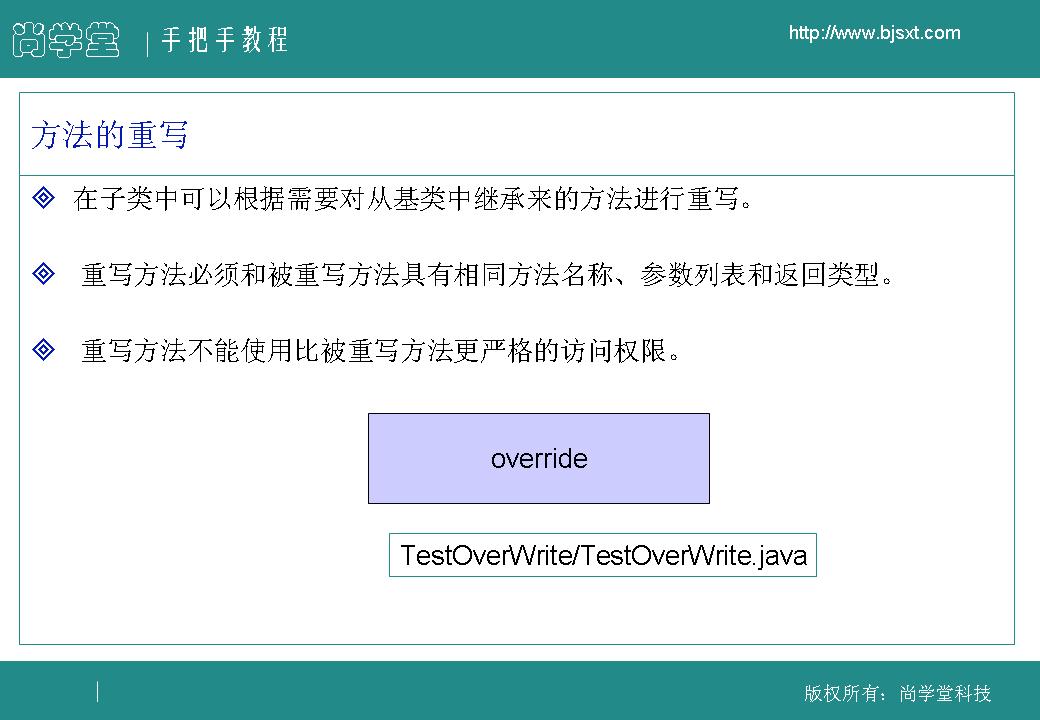 尚学堂
手把手教程
http://www.bjsxt.com
方法的重写
在子类中可以根据需要对从基类中继承来的方法进行重写。
重写方法必须和被重写方法具有相同方法名称、参数列表和返回类型。
重写方法不能使用比被重写方法更严格的访问权限。
override
TestOverWrite/TestOverWrite.java
版权所有：尚学堂科技